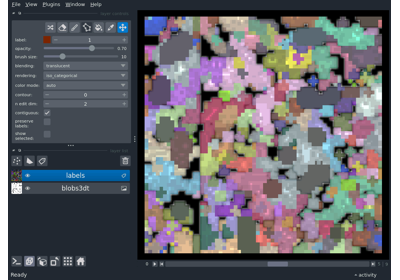 File View Plugins Window Help
label: 1
opacity: 0.70
brush size: 10
blending: translucent
rendering: iso_categorical
color mode: auto
contour: 0
n edit dim: 2
contiguous:
preserve
labels:
show
selected:
labels
blobs3dt
Ready
activity